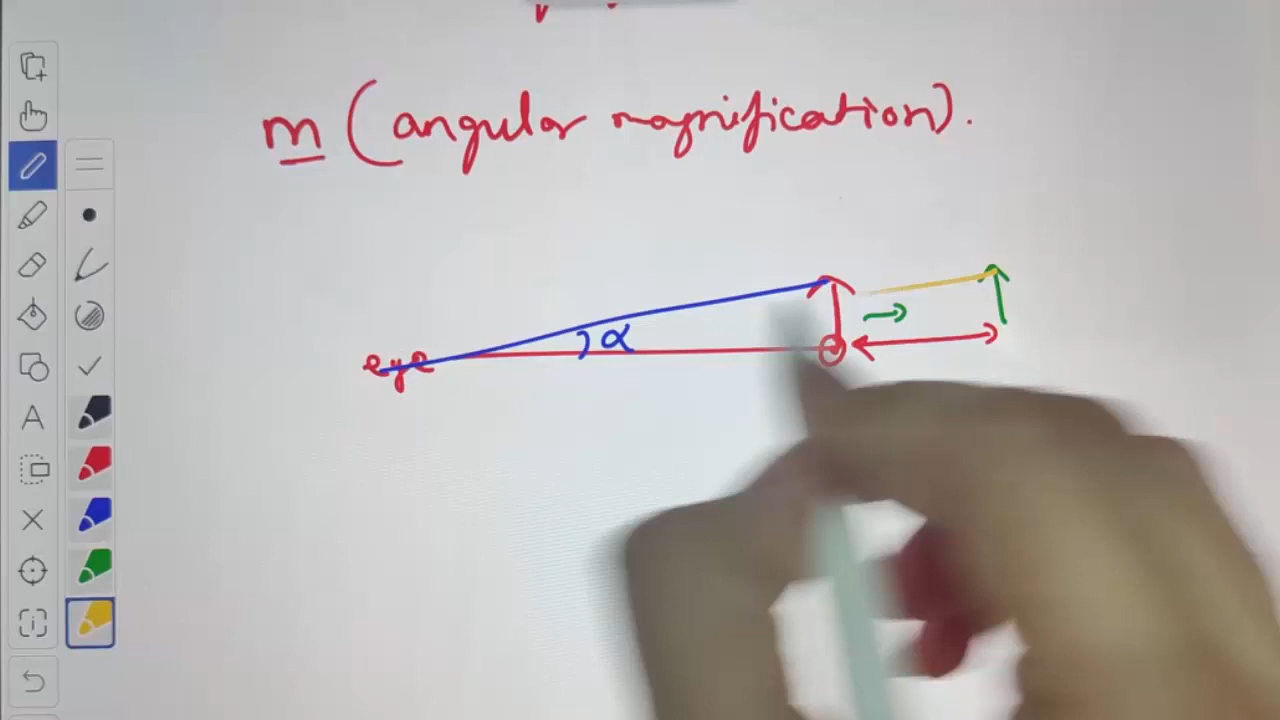 m (angular magnification).
α
eye